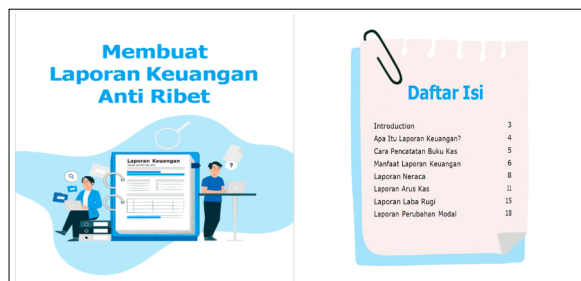 Membuat
Laporan Keuangan
Anti Ribet
Laporan Keuangan
?
Daftar Isi
Introduction 3
Apa Itu Laporan Keuangan? 4
Cara Pencatatan Buku Kas 5
Manfaat Laporan Keuangan 6
Laporan Neraca 8
Laporan Arus Kas 11
Laporan Laba Rugi 15
Laporan Perubahan Modal 18